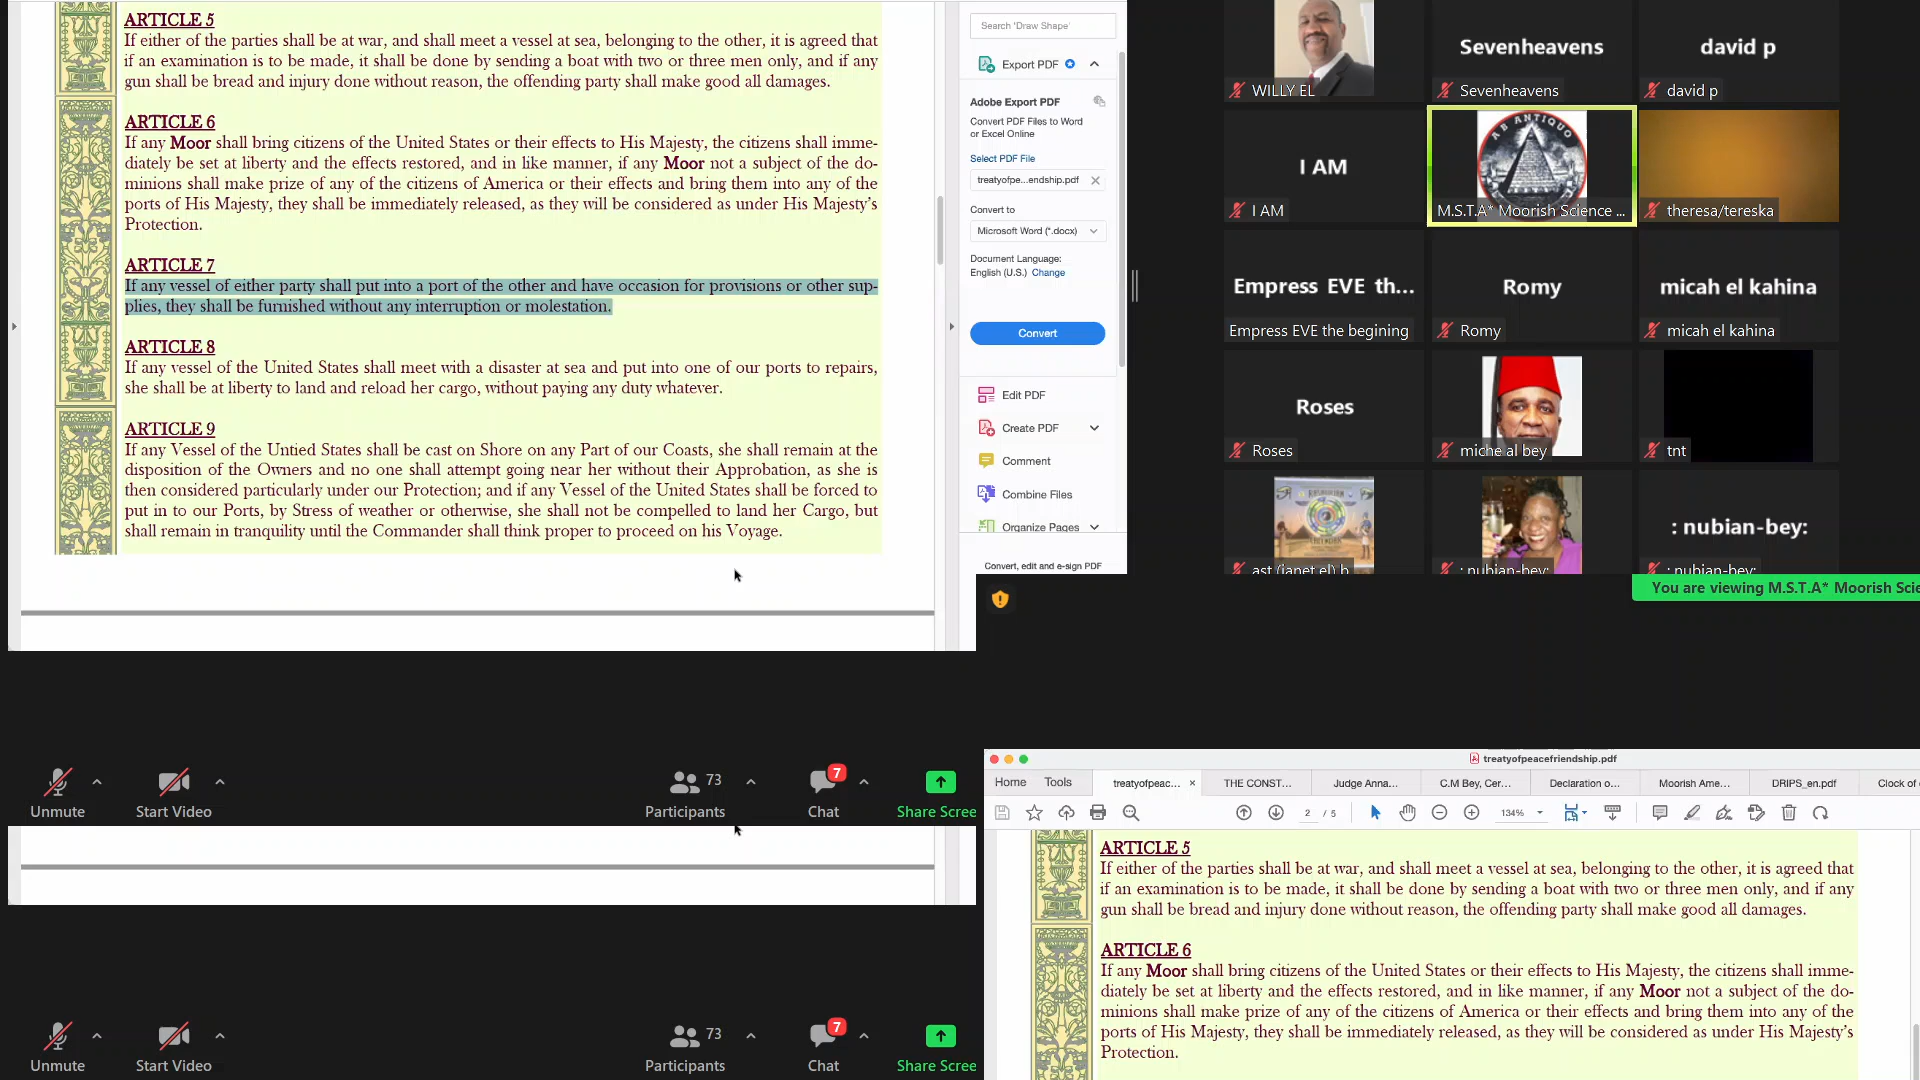 ARTICLE 5
If either of the parties shall be at war, and shall meet a vessel at sea, belonging to the other, it is agreed that
if an examination is to be made, it shall be done by sending a boat with two or three men only, and if any
gun shall be bread and injury done without reason, the offending party shall make good all damages.
ARTICLE 6
If any Moor shall bring citizens of the United States or their effects to His Majesty, the citizens shall imme-
diately be set at liberty and the effects restored, and in like manner, if any Moor not a subject of the do-
minions shall make prize of any of the citizens of America or their effects and bring them into any of the
ports of His Majesty, they shall be immediately released, as they will be considered as under His Majesty's
Protection.
ARTICLE 7
If any vessel of either party shall put into a port of the other and have occasion for provisions or other sup-
plies, they shall be furnished without any interruption or molestation.
ARTICLE 8
If any vessel of the United States shall meet with a disaster at sea and put into one of our ports to repairs,
she shall be at liberty to land and reload her cargo, without paying any duty whatever.
ARTICLE 9
If any Vessel of the Untied States shall be cast on Shore on any Part of our Coasts, she shall remain at the
disposition of the Owners and no one shall attempt going near her without their Approbation, as she is
then considered particularly under our Protection; and if any Vessel of the United States shall be forced to
put in to our Ports, by Stress of weather or otherwise, she shall not be compelled to land her Cargo, but
shall remain in tranquility until the Commander shall think proper to proceed on his Voyage.
Search 'Draw Shape'
Export PDF
Adobe Export PDF
Convert PDF Files to Word
or Excel Online
Select PDF File
treatyofpe...endship.pdf
Convert to
Microsoft Word (*.docx)
Document Language:
English (U.S.) Change
Convert
Edit PDF
Create PDF
Comment
Combine Files
Organize Pages
Convert, edit and e-sign PDF
WILLY EL
Sevenheavens
Sevenheavens
david p
david p
I AM
I AM
AB ANTIQUO
M.S.T.A* Moorish Science ...
theresa/tereska
Empress EVE th...
Empress EVE the begining
Romy
Romy
micah el kahina
micah el kahina
Roses
Roses
micheal bey
tnt
ast (janet el) b
: nubian-bey:
: nubian-bey:
: nubian-bey:
You are viewing M.S.T.A* Moorish Scie
Unmute
Start Video
73
Participants
7
Chat
Share Scree
Unmute
Start Video
73
Participants
7
Chat
Share Scree
treatyofpeacefriendship.pdf
Home
Tools
treatyofpeac...
THE CONST...
Judge Anna...
C.M Bey, Cer...
Declaration o...
Moorish Ame...
DRIPS_en.pdf
Clock of
2 / 5
134%
ARTICLE 5
If either of the parties shall be at war, and shall meet a vessel at sea, belonging to the other, it is agreed that
if an examination is to be made, it shall be done by sending a boat with two or three men only, and if any
gun shall be bread and injury done without reason, the offending party shall make good all damages.
ARTICLE 6
If any Moor shall bring citizens of the United States or their effects to His Majesty, the citizens shall imme-
diately be set at liberty and the effects restored, and in like manner, if any Moor not a subject of the do-
minions shall make prize of any of the citizens of America or their effects and bring them into any of the
ports of His Majesty, they shall be immediately released, as they will be considered as under His Majesty's
Protection.